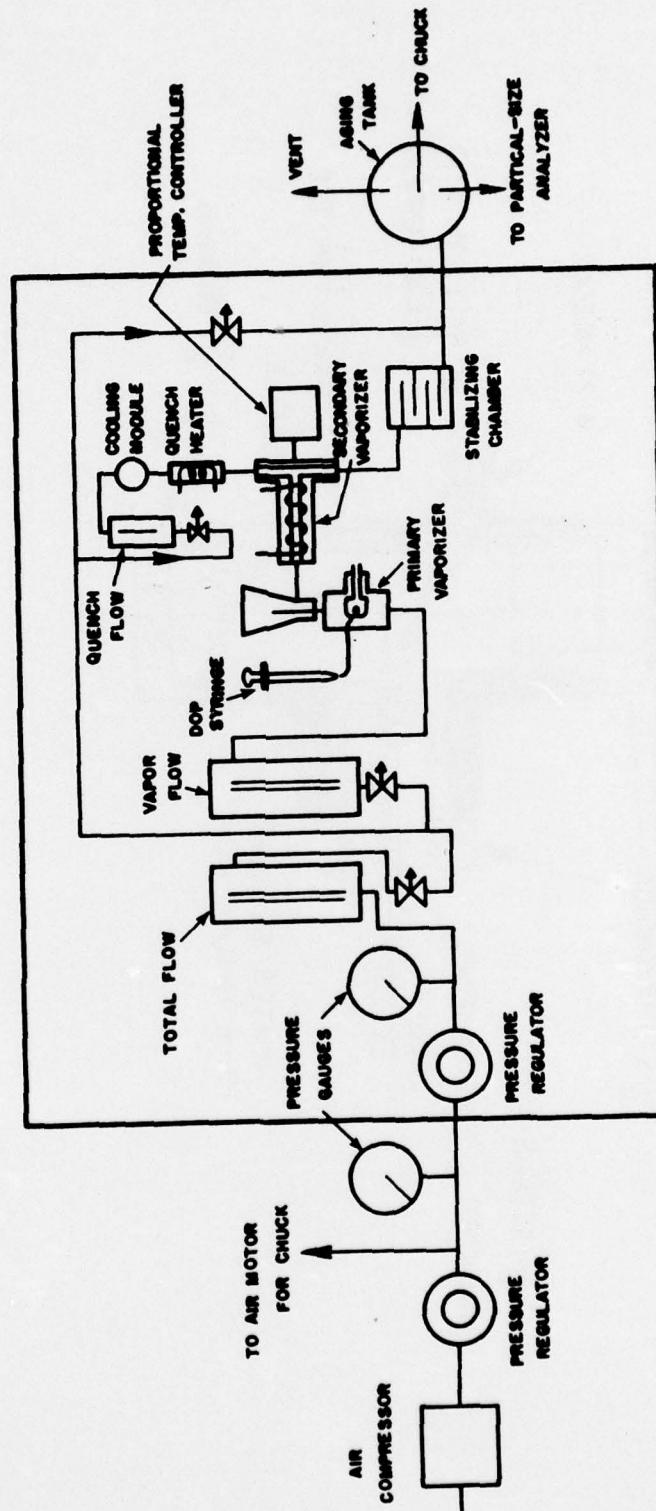 AIR
COMPRESSOR
PRESSURE
REGULATOR
TO AIR MOTOR
FOR CHUCK
PRESSURE
GAUGES
PRESSURE
REGULATOR
TOTAL FLOW
VAPOR
FLOW
DOP
SYRINGE
PRIMARY
VAPORIZER
QUENCH
FLOW
COOLING
MODULE
QUENCH
HEATER
SECONDARY
VAPORIZER
PROPORTIONAL
TEMP. CONTROLLER
STABILIZING
CHAMBER
VENT
AGING
TANK
TO CHUCK
TO PARTICAL-SIZE
ANALYZER